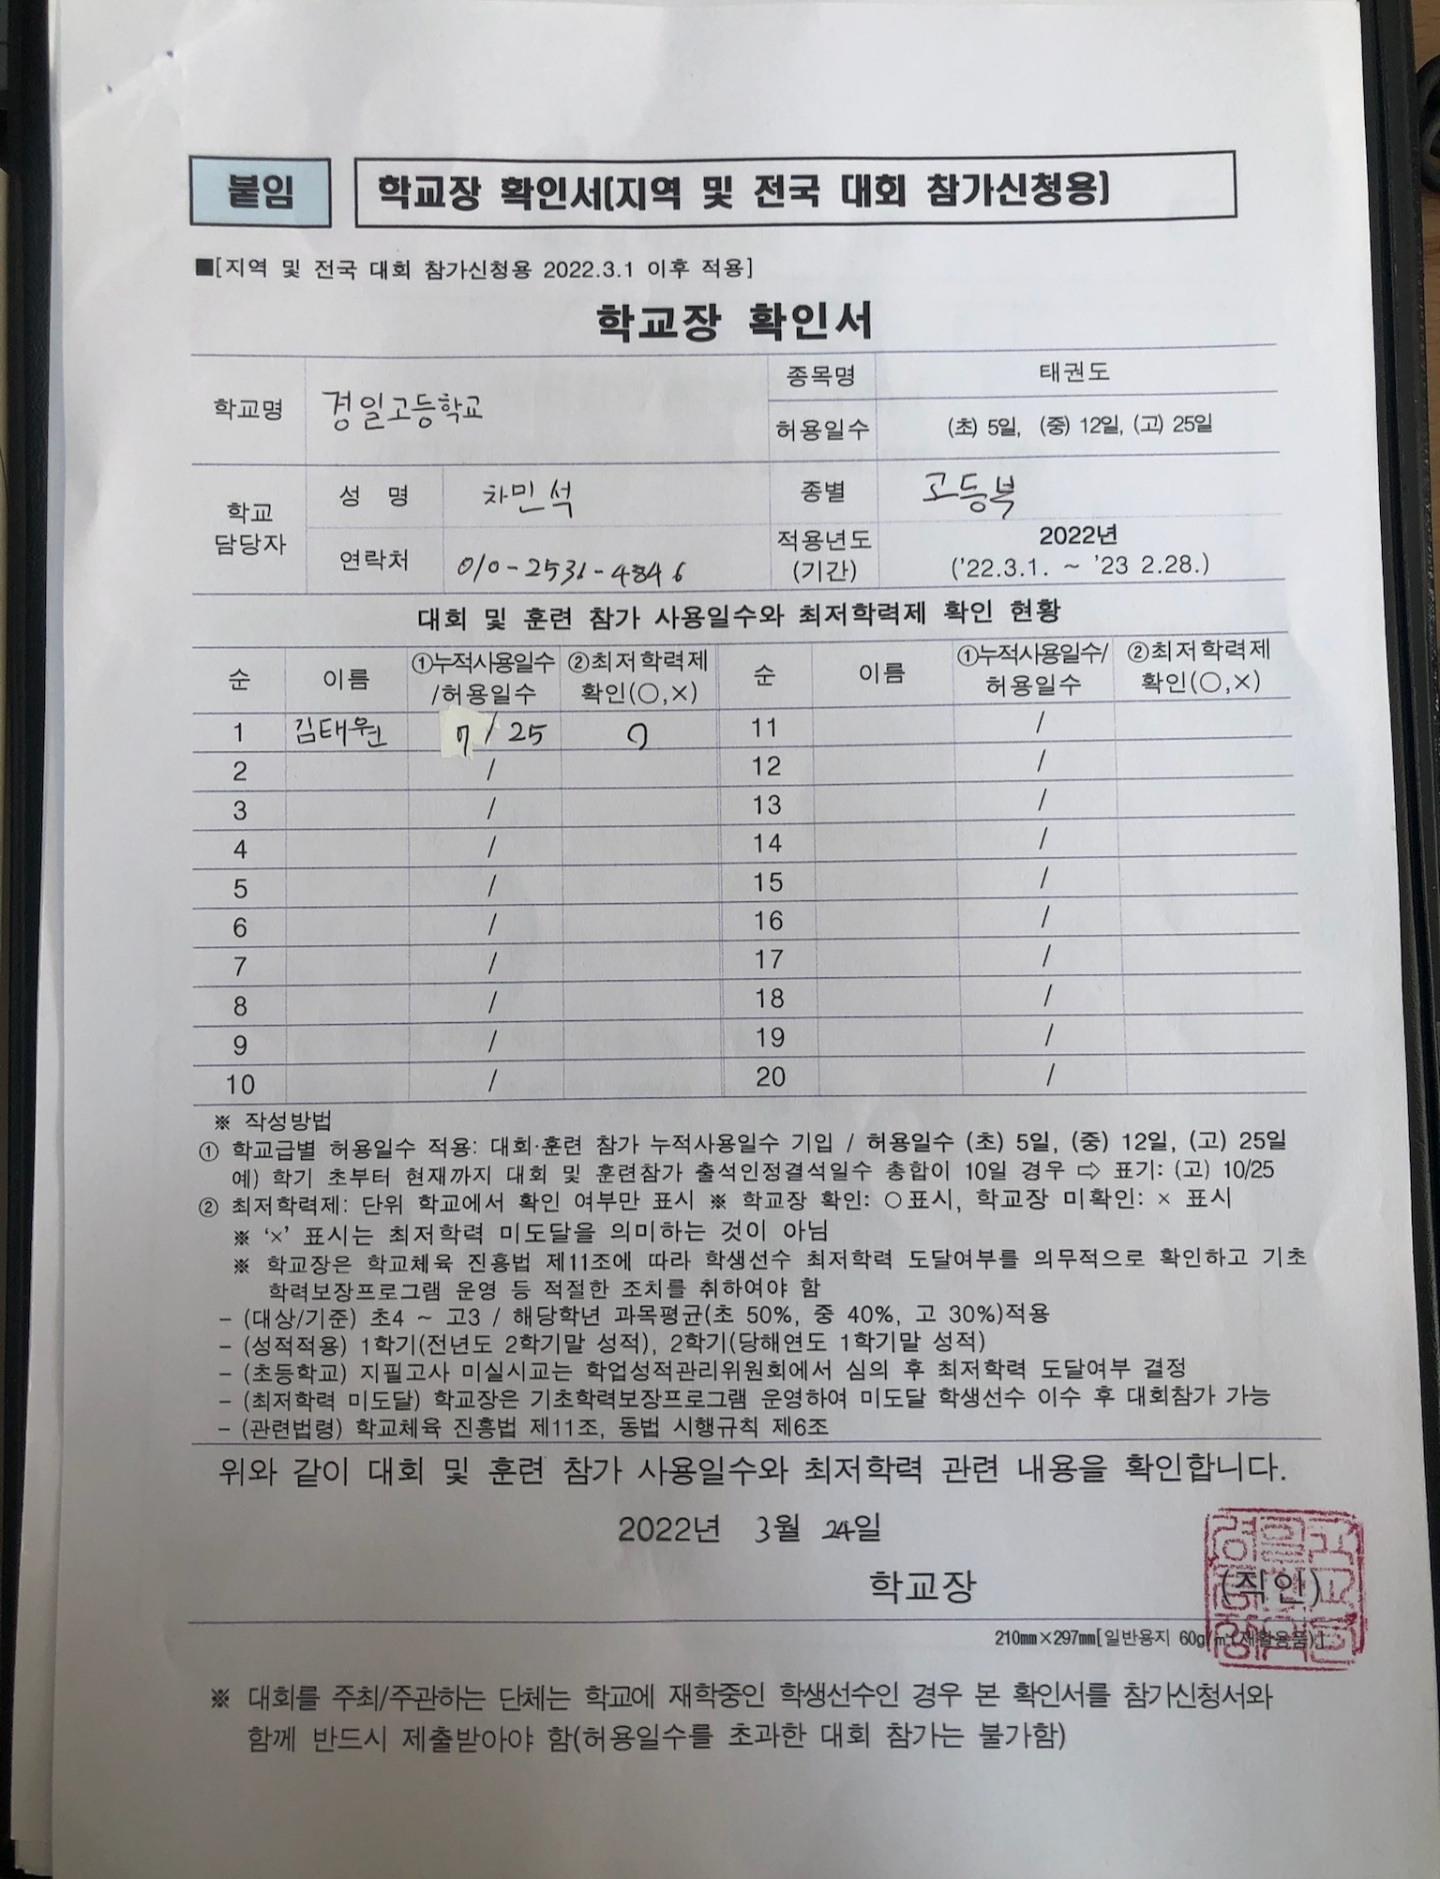 붙임
학교장 확인서(지역 및 전국 대회 참가신청용)
■[지역 및 전국 대회 참가신청용 2022.3.1 이후 적용]
학교장 확인서
학교명 경일고등학교 종목명 태권도
허용일수 (초) 5일, (중) 12일, (고) 25일
학교 담당자 성 명 차민석 종별 고등부
연락처 010-2531-4846 적용년도 (기간) 2022년 ('22.3.1. ~ '23 2.28.)
대회 및 훈련 참가 사용일수와 최저학력제 확인 현황
순 이름 ①누적사용일수/허용일수 ②최저학력제 확인(○,×) 순 이름 ①누적사용일수/허용일수 ②최저학력제 확인(○,×)
1 김태원 7 / 25 ○ 11 /
2 / 12 /
3 / 13 /
4 / 14 /
5 / 15 /
6 / 16 /
7 / 17 /
8 / 18 /
9 / 19 /
10 / 20 /
※ 작성방법
① 학교급별 허용일수 적용: 대회·훈련 참가 누적사용일수 기입 / 허용일수 (초) 5일, (중) 12일, (고) 25일
예) 학기 초부터 현재까지 대회 및 훈련참가 출석인정결석일수 총합이 10일 경우 ⇨ 표기: (고) 10/25
② 최저학력제: 단위 학교에서 확인 여부만 표시 ※ 학교장 확인: ○표시, 학교장 미확인: × 표시
※ '×' 표시는 최저학력 미도달을 의미하는 것이 아님
※ 학교장은 학교체육 진흥법 제11조에 따라 학생선수 최저학력 도달여부를 의무적으로 확인하고 기초
학력보장프로그램 운영 등 적절한 조치를 취하여야 함
- (대상/기준) 초4 ~ 고3 / 해당학년 과목평균(초 50%, 중 40%, 고 30%)적용
- (성적적용) 1학기(전년도 2학기말 성적), 2학기(당해연도 1학기말 성적)
- (초등학교) 지필고사 미실시교는 학업성적관리위원회에서 심의 후 최저학력 도달여부 결정
- (최저학력 미도달) 학교장은 기초학력보장프로그램 운영하여 미도달 학생선수 이수 후 대회참가 가능
- (관련법령) 학교체육 진흥법 제11조, 동법 시행규칙 제6조
위와 같이 대회 및 훈련 참가 사용일수와 최저학력 관련 내용을 확인합니다.
2022년 3월 24일
학교장 (직인)
210㎜×297㎜[일반용지 60g/㎡(재활용품)]
※ 대회를 주최/주관하는 단체는 학교에 재학중인 학생선수인 경우 본 확인서를 참가신청서와
함께 반드시 제출받아야 함(허용일수를 초과한 대회 참가는 불가함)